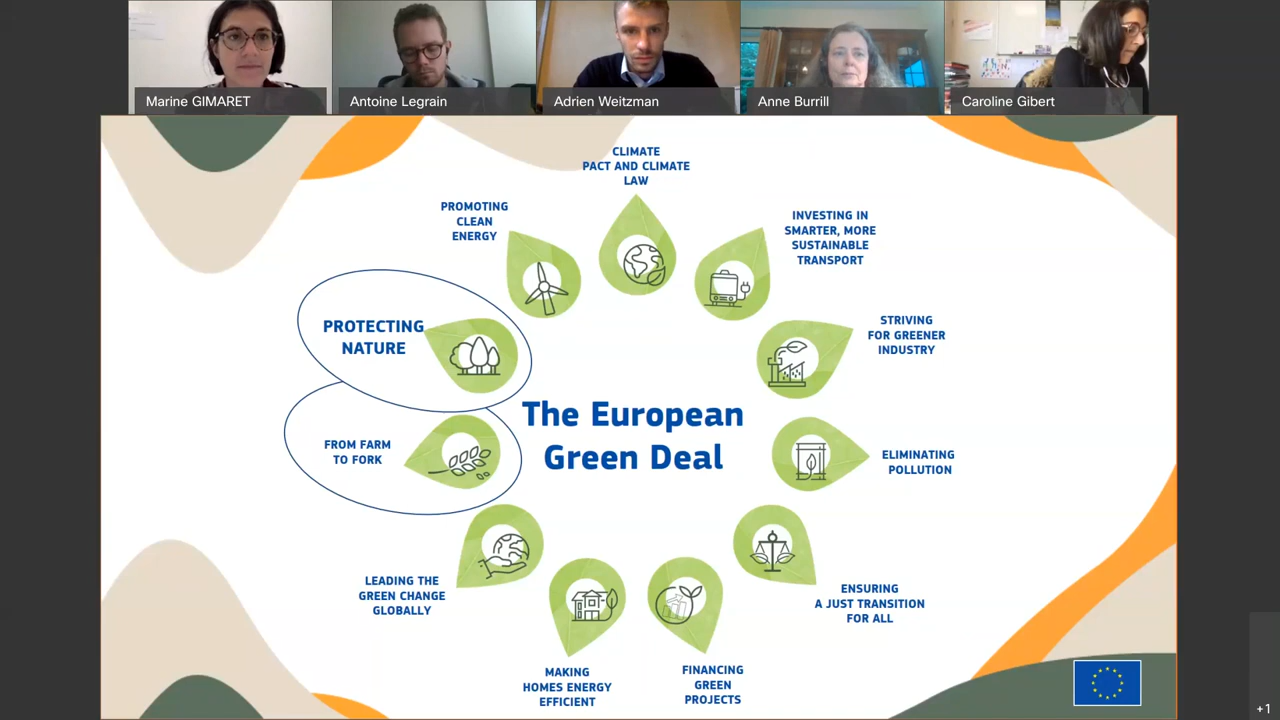 Marine GIMARET
Antoine Legrain
Adrien Weitzman
Anne Burrill
Caroline Gibert
CLIMATE
PACT AND CLIMATE
LAW
PROMOTING
CLEAN
ENERGY
INVESTING IN
SMARTER, MORE
SUSTAINABLE
TRANSPORT
PROTECTING
NATURE
STRIVING
FOR GREENER
INDUSTRY
The European
Green Deal
FROM FARM
TO FORK
ELIMINATING
POLLUTION
LEADING THE
GREEN CHANGE
GLOBALLY
ENSURING
A JUST TRANSITION
FOR ALL
MAKING
HOMES ENERGY
EFFICIENT
FINANCING
GREEN
PROJECTS
+1